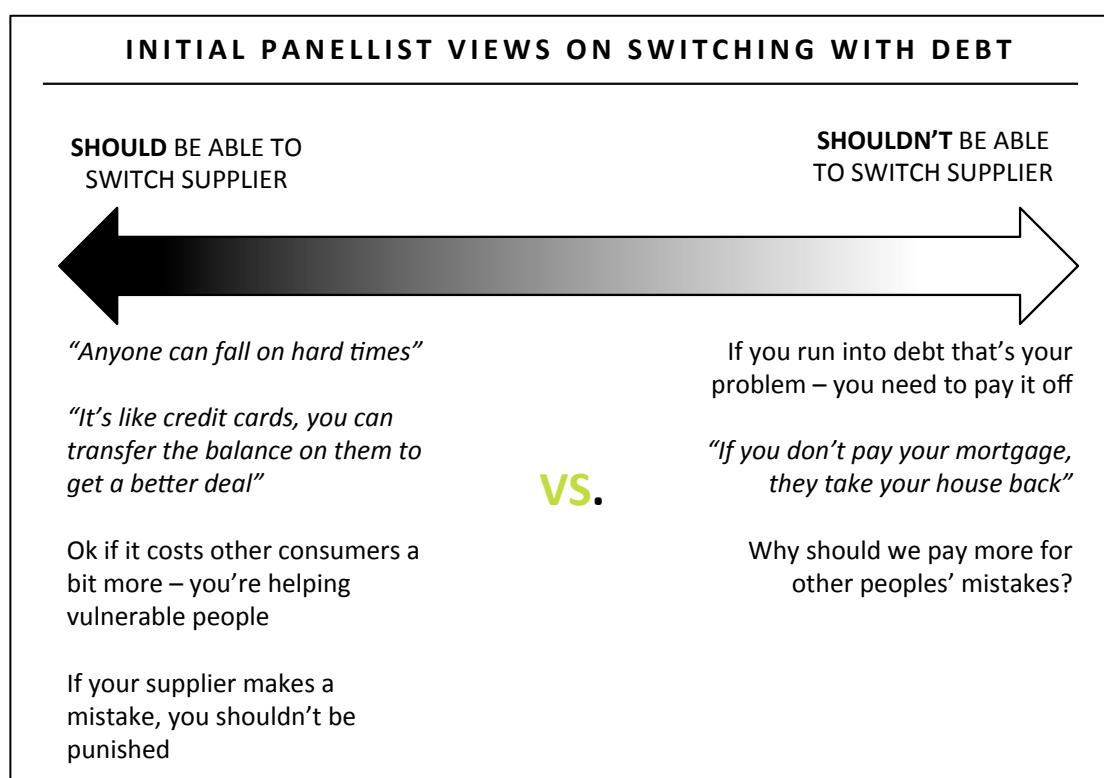 INITIAL PANELLIST VIEWS ON SWITCHING WITH DEBT
SHOULD BE ABLE TO
SWITCH SUPPLIER
SHOULDN’T BE ABLE
TO SWITCH SUPPLIER
“Anyone can fall on hard times”
“It’s like credit cards, you can
transfer the balance on them to
get a better deal”
Ok if it costs other consumers a
bit more – you’re helping
vulnerable people
If your supplier makes a
mistake, you shouldn’t be
punished
VS.
If you run into debt that’s your
problem – you need to pay it off
“If you don’t pay your mortgage,
they take your house back”
Why should we pay more for
other peoples’ mistakes?